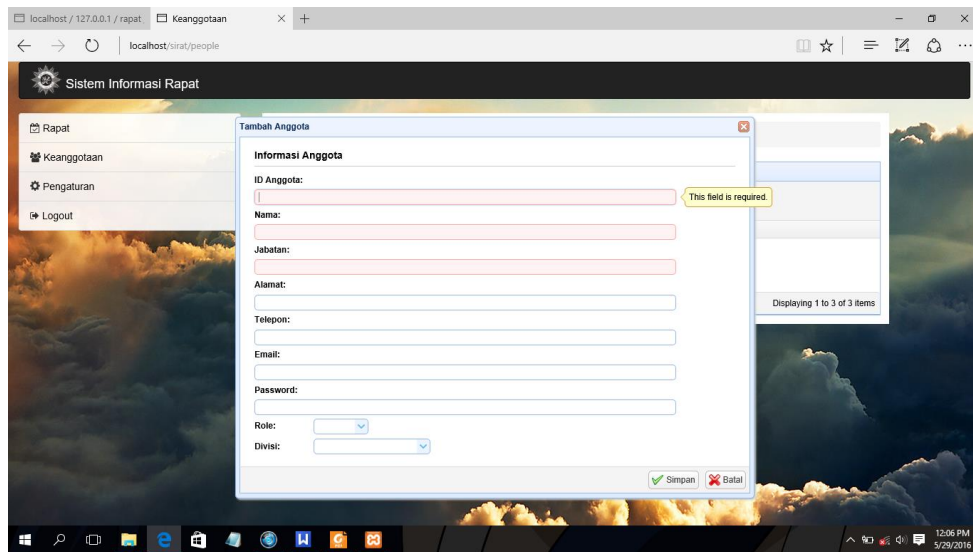 localhost / 127.0.0.1 / rapat
Keanggotaan
localhost/sirat/people
Sistem Informasi Rapat
Rapat
Keanggotaan
Pengaturan
Logout
Tambah Anggota
Informasi Anggota
ID Anggota:
This field is required.
Nama:
Jabatan:
Alamat:
Telepon:
Email:
Password:
Role:
Divisi:
Simpan
Batal
Displaying 1 to 3 of 3 items
12:06 PM
5/29/2016